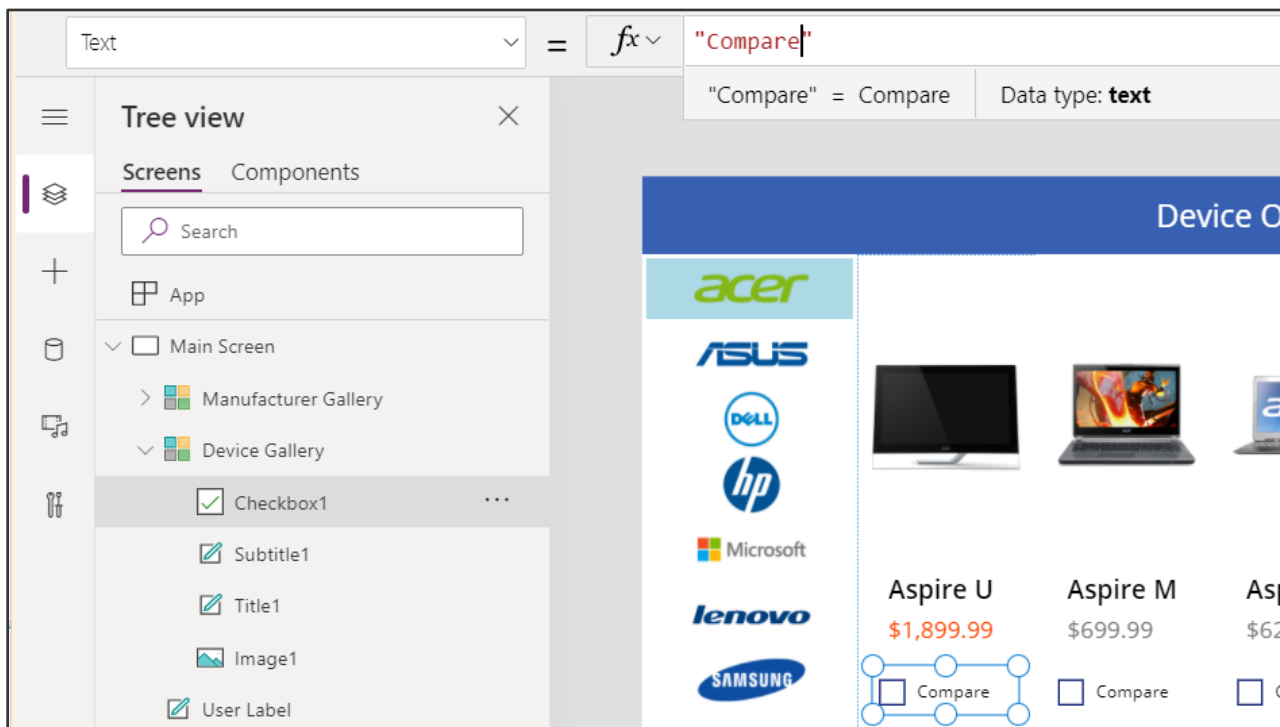 Text
=
fx
"Compare"
"Compare" = Compare
Data type: text
Tree view
Screens
Components
Search
App
Main Screen
Manufacturer Gallery
Device Gallery
Checkbox1
...
Subtitle1
Title1
Image1
User Label
Device O
acer
ASUS
DELL
hp
Microsoft
lenovo
SAMSUNG
Aspire U
Aspire M
Asp
$1,899.99
$699.99
$62
Compare
Compare